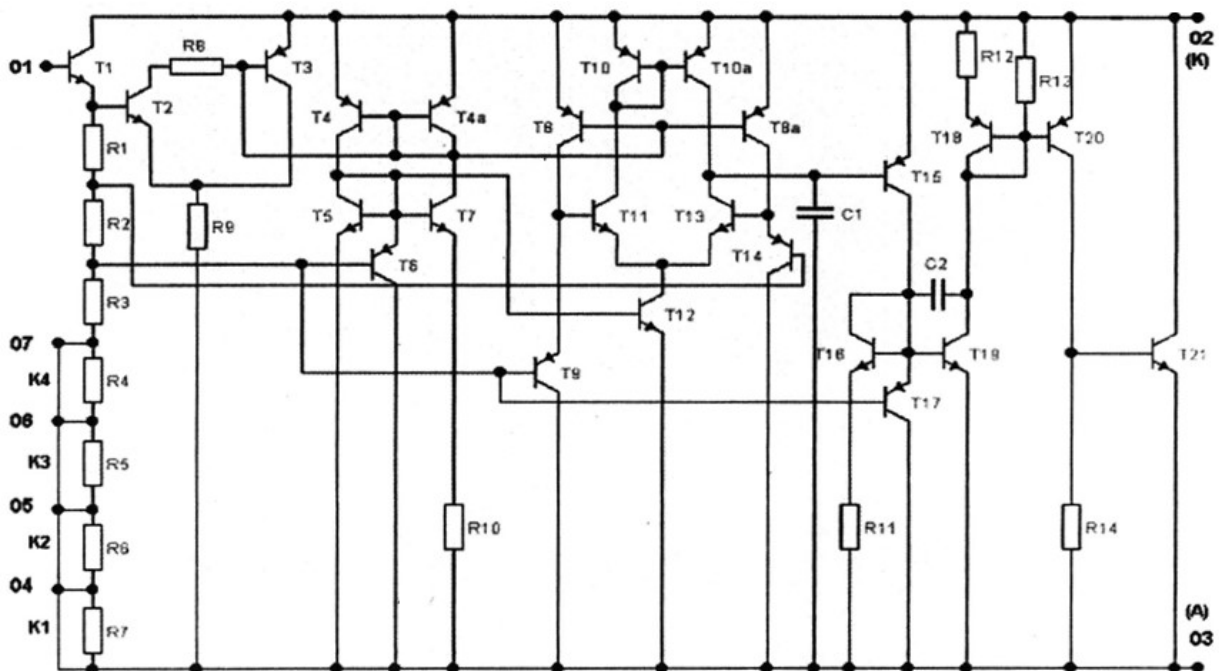 01
T1
R8
T3
T2
R1
R2
R9
R3
07
K4
R4
06
K3
R5
05
K2
R6
04
K1
R7
T4
T4a
T5
T7
T6
R10
T8
T10
T10a
T8a
T11
T13
T14
T12
T9
C1
T15
C2
T16
T19
T17
R11
R12
R13
T18
T20
T21
R14
02
(K)
(A)
03